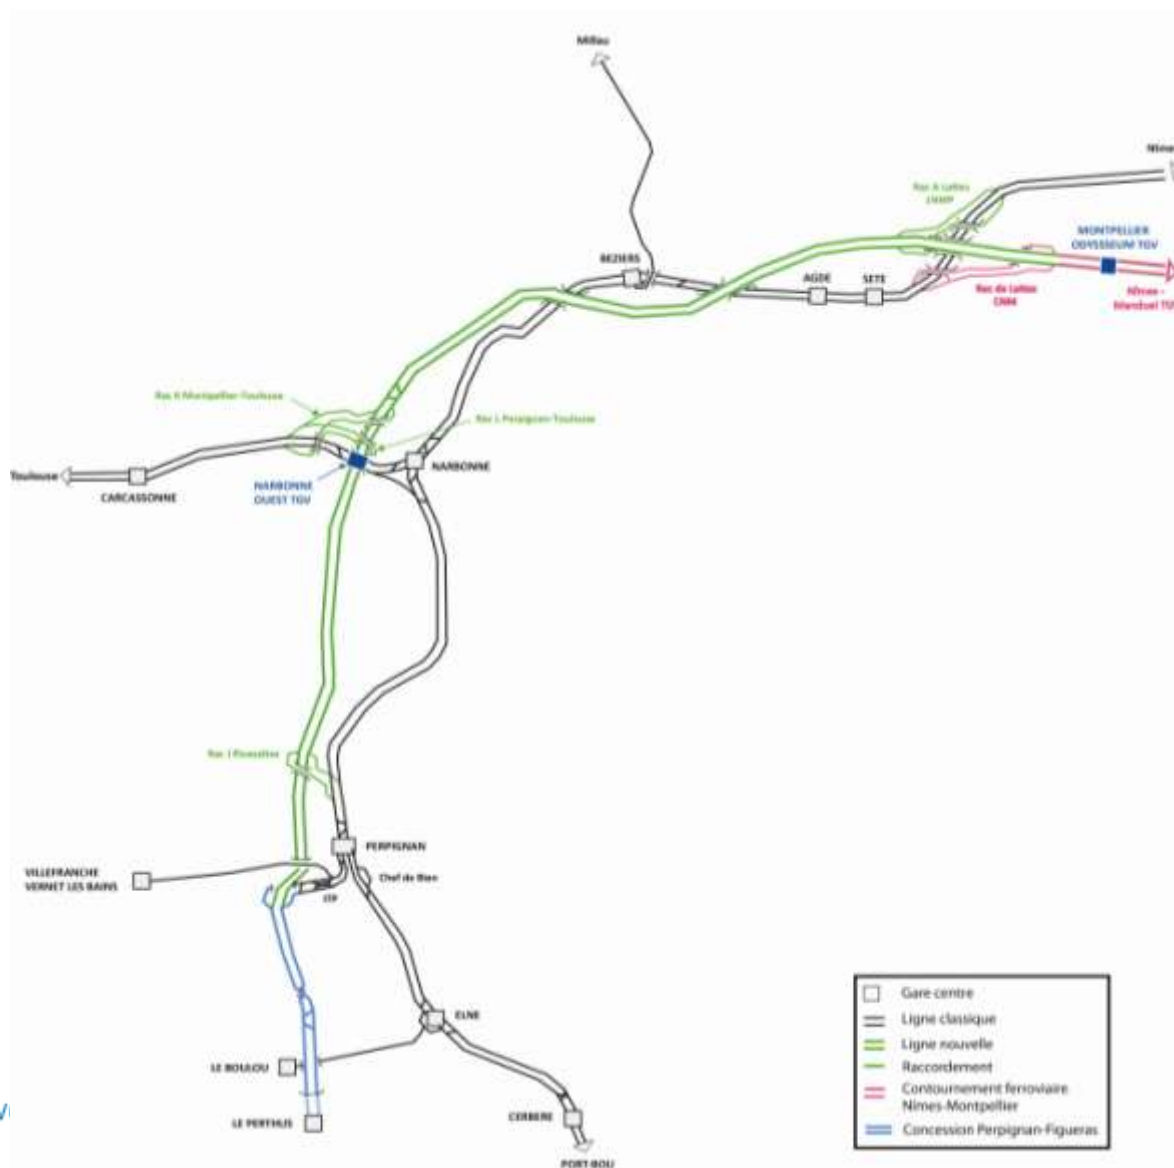 Millau
Rac A Lattes
LNMP
MONTPELLIER
ODYSSEUM TGV
BEZIERS
AGDE
SETE
Rac de Lattes
CNM
Nîmes -
Manduel
Rac K Montpellier-Toulouse
Rac L Perpignan-Toulouse
Toulouse
CARCASSONNE
NARBONNE
OUEST TGV
NARBONNE
Rac J Rivesaltes
PERPIGNAN
VILLEFRANCHE
VERNET LES BAINS
Chef de Bien
ELNE
LE BOULOU
LE PERTHUS
CERBERE
PORT-BOU
Gare centre
Ligne classique
Ligne nouvelle
Raccordement
Contournement ferroviaire
Nîmes-Montpellier
Concession Perpignan-Figueras